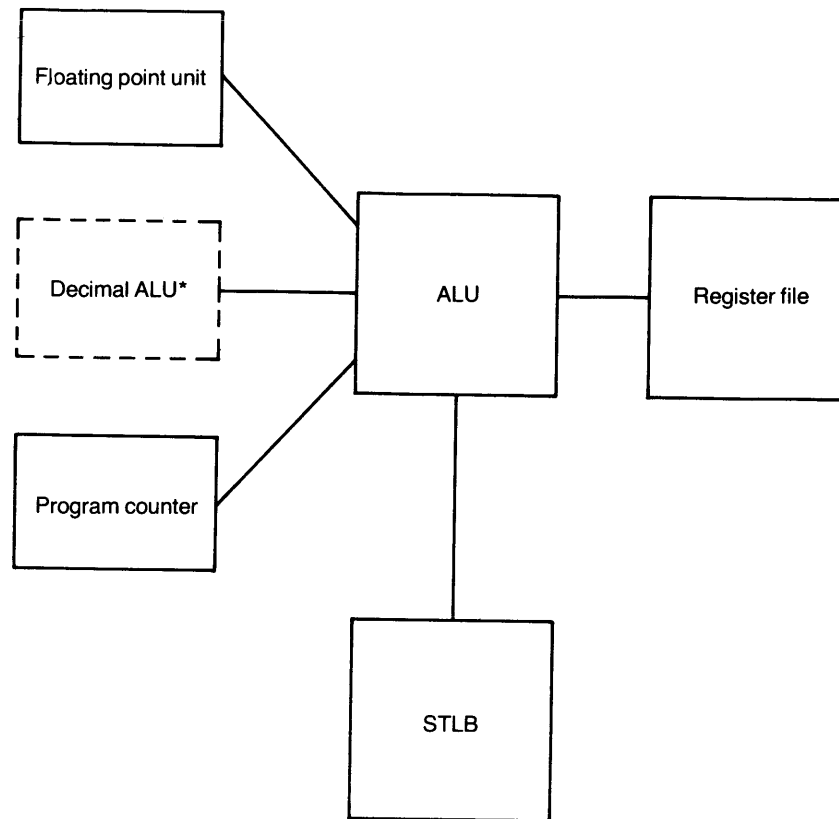 Floating point unit
Decimal ALU*
ALU
Register file
Program counter
STLB